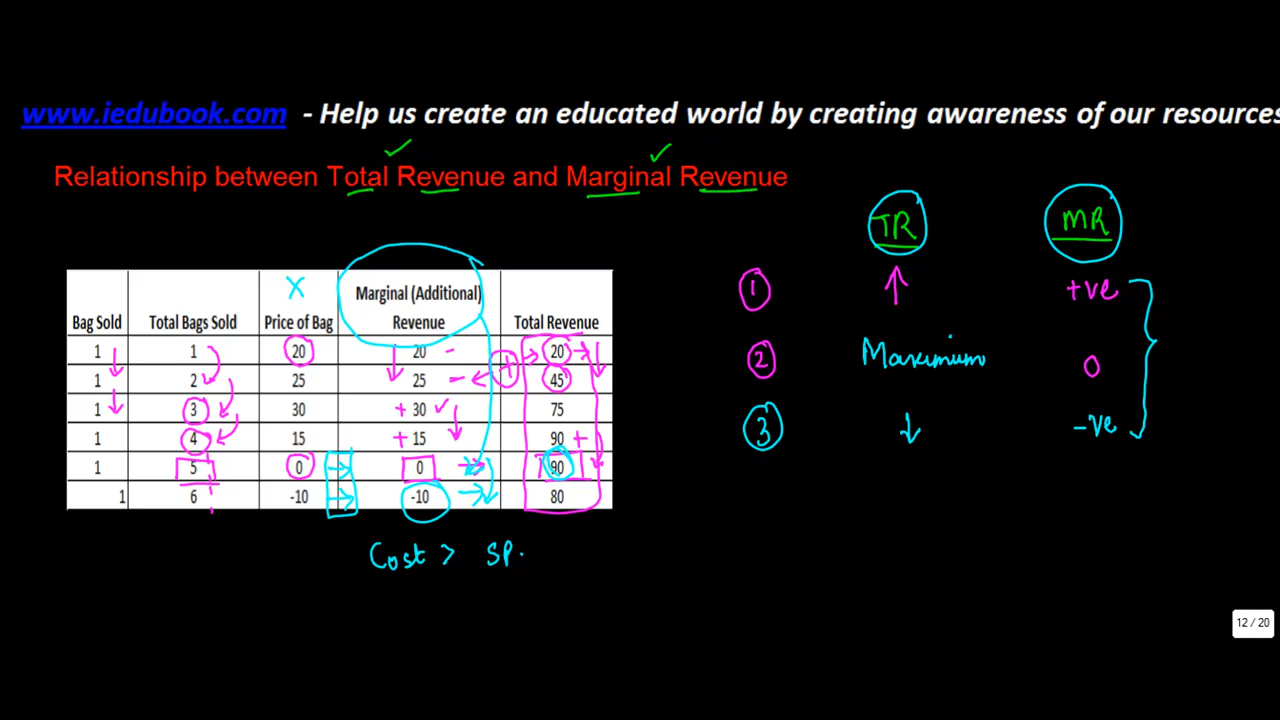 www.iedubook.com - Help us create an educated world by creating awareness of our resources
Relationship between Total Revenue and Marginal Revenue
TR MR
X
Bag Sold Total Bags Sold Price of Bag Marginal (Additional) Revenue Total Revenue
1 1 20 20 - 20
1 2 25 25 - 45
1 3 30 + 30 75
1 4 15 + 15 90 +
1 5 0 0 90
1 6 -10 -10 80
+
1 +ve
2 Maximum 0
3 -ve
Cost > SP.
12 / 20